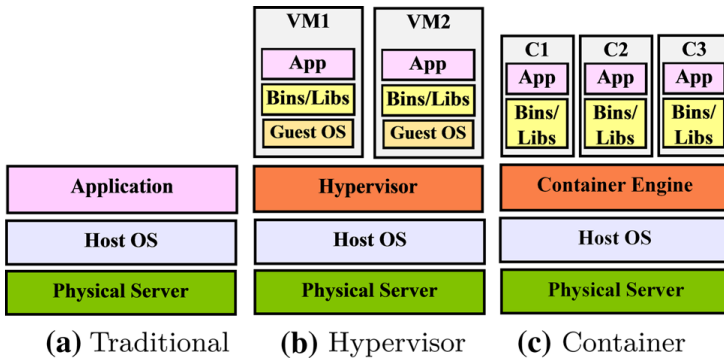 VM1 VM2
C1 C2 C3
App App
App App App
Bins/Libs Bins/Libs
Bins/ Bins/ Bins/
Guest OS Guest OS
Libs Libs Libs
Application Hypervisor Container Engine
Host OS Host OS Host OS
Physical Server Physical Server Physical Server
(a) Traditional (b) Hypervisor (c) Container